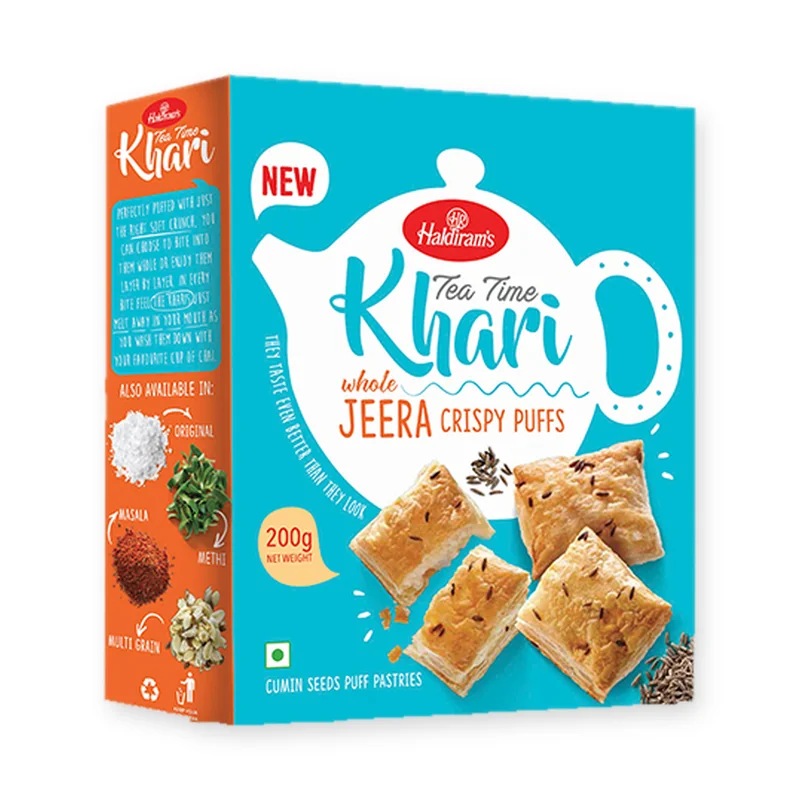 Haldiram's
Tea Time
Khari
PERFECTLY PUFFED WITH JUST
THE RIGHT SOFT CRUNCH, YOU
CAN CHOOSE TO BITE INTO
THEM WHOLE OR ENJOY THEM
LAYER BY LAYER. IN EVERY
BITE FEEL THE KHARIS JUST
MELT AWAY IN YOUR MOUTH AS
YOU WASH THEM DOWN WITH
YOUR FAVOURITE CUP OF CHAI.
ALSO AVAILABLE IN:
ORIGINAL
MASALA
METHI
MULTI GRAIN
NEW
HR
Haldiram's
Tea Time
Khari
whole
JEERA CRISPY PUFFS
THEY TASTE EVEN BETTER THAN THEY LOOK
200g
NET WEIGHT
CUMIN SEEDS PUFF PASTRIES